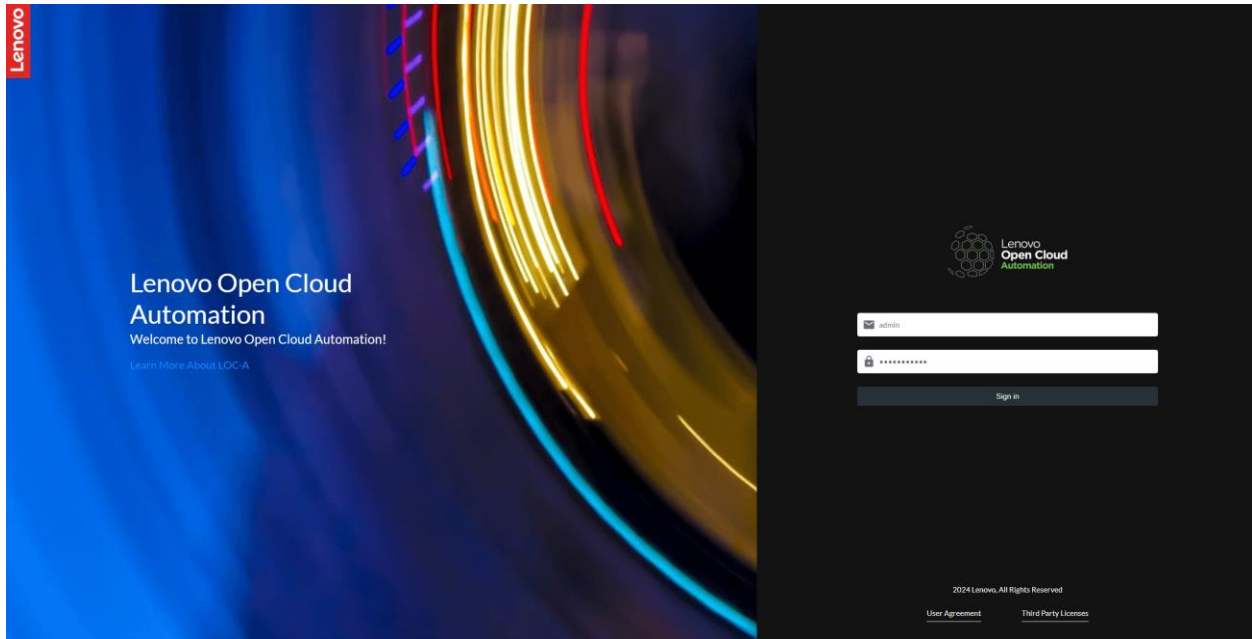 Lenovo
Lenovo Open Cloud
Automation
Welcome to Lenovo Open Cloud Automation!
Learn More About LOC-A
Lenovo
Open Cloud
Automation
admin
•••••••••••
Sign in
2024 Lenovo, All Rights Reserved
User Agreement Third Party Licenses